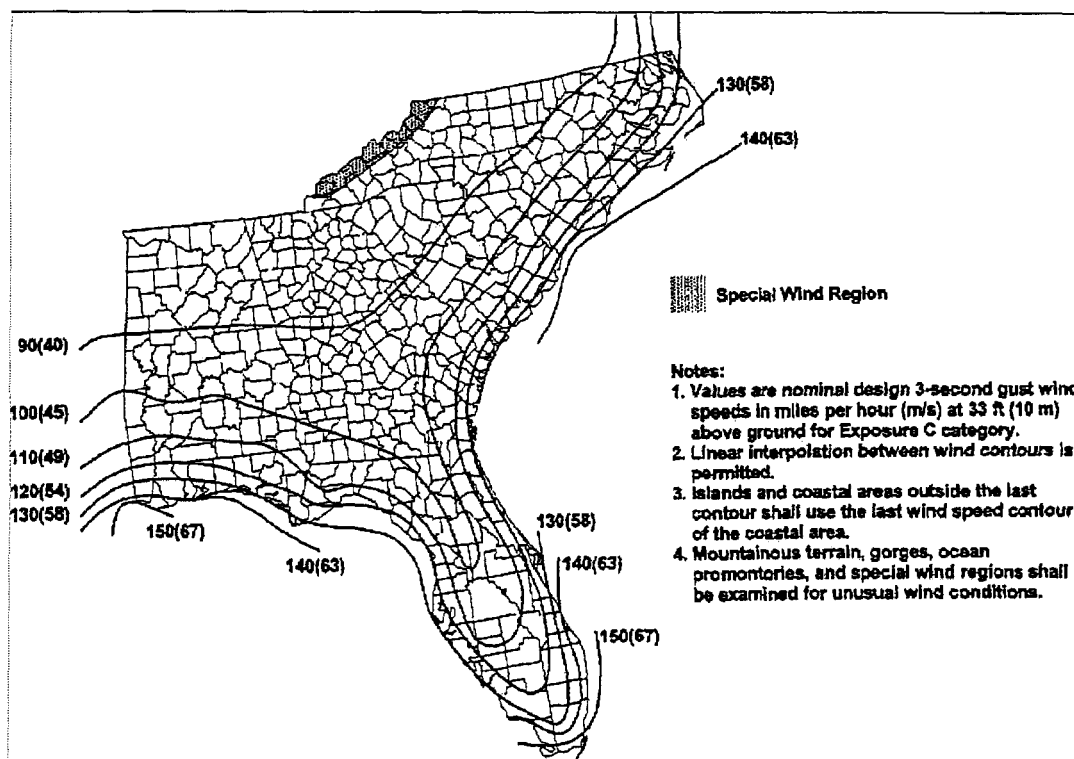 130(58)
140(63)
Special Wind Region
90(40)
100(45)
110(49)
120(54)
130(58)
150(67)
140(63)
130(58)
140(63)
150(67)
Notes:
1. Values are nominal design 3-second gust wind
speeds in miles per hour (m/s) at 33 ft (10 m)
above ground for Exposure C category.
2. Linear interpolation between wind contours is
permitted.
3. Islands and coastal areas outside the last
contour shall use the last wind speed contour
of the coastal area.
4. Mountainous terrain, gorges, ocean
promontories, and special wind regions shall
be examined for unusual wind conditions.